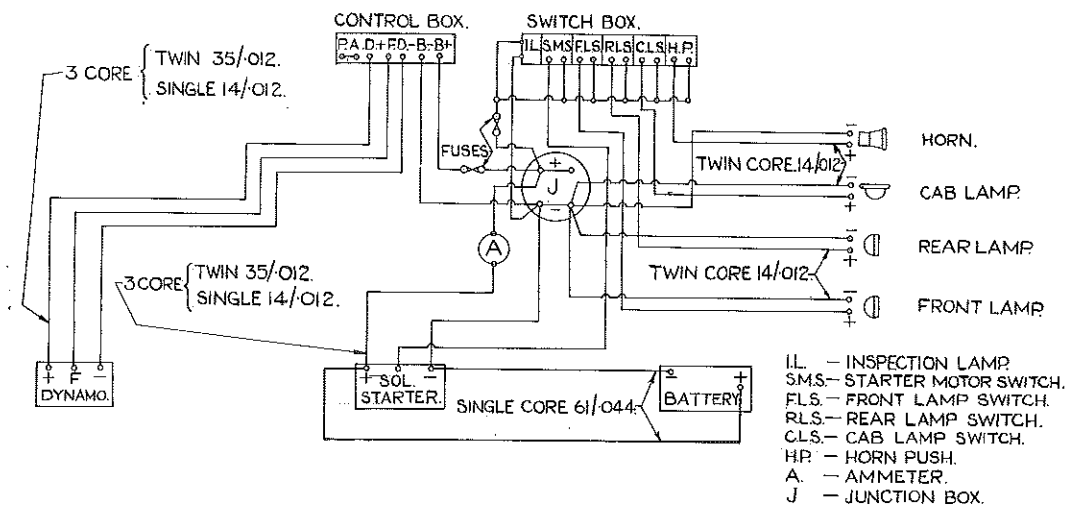 CONTROL BOX.
SWITCH BOX.
P.A.D.+F.D.-B-B+
I.L. S.M.S F.L.S R.L.S C.L.S H.P.
3 CORE { TWIN 35/·012.
SINGLE 14/·012.
FUSES
+
J
-
A
- HORN.
+
TWIN CORE.14/·012
- CAB LAMP.
+
- REAR LAMP.
+
TWIN CORE 14/·012.
- FRONT LAMP.
+
3 CORE { TWIN 35/·012.
SINGLE 14/·012.
+ F -
DYNAMO.
+ SOL. -
STARTER.
SINGLE CORE 61/·044.
- +
BATTERY
I.L. — INSPECTION LAMP.
S.M.S.— STARTER MOTOR SWITCH.
F.L.S. — FRONT LAMP SWITCH.
R.L.S.— REAR LAMP SWITCH.
C.L.S.— CAB LAMP SWITCH.
H.P. — HORN PUSH.
A. — AMMETER.
J — JUNCTION BOX.